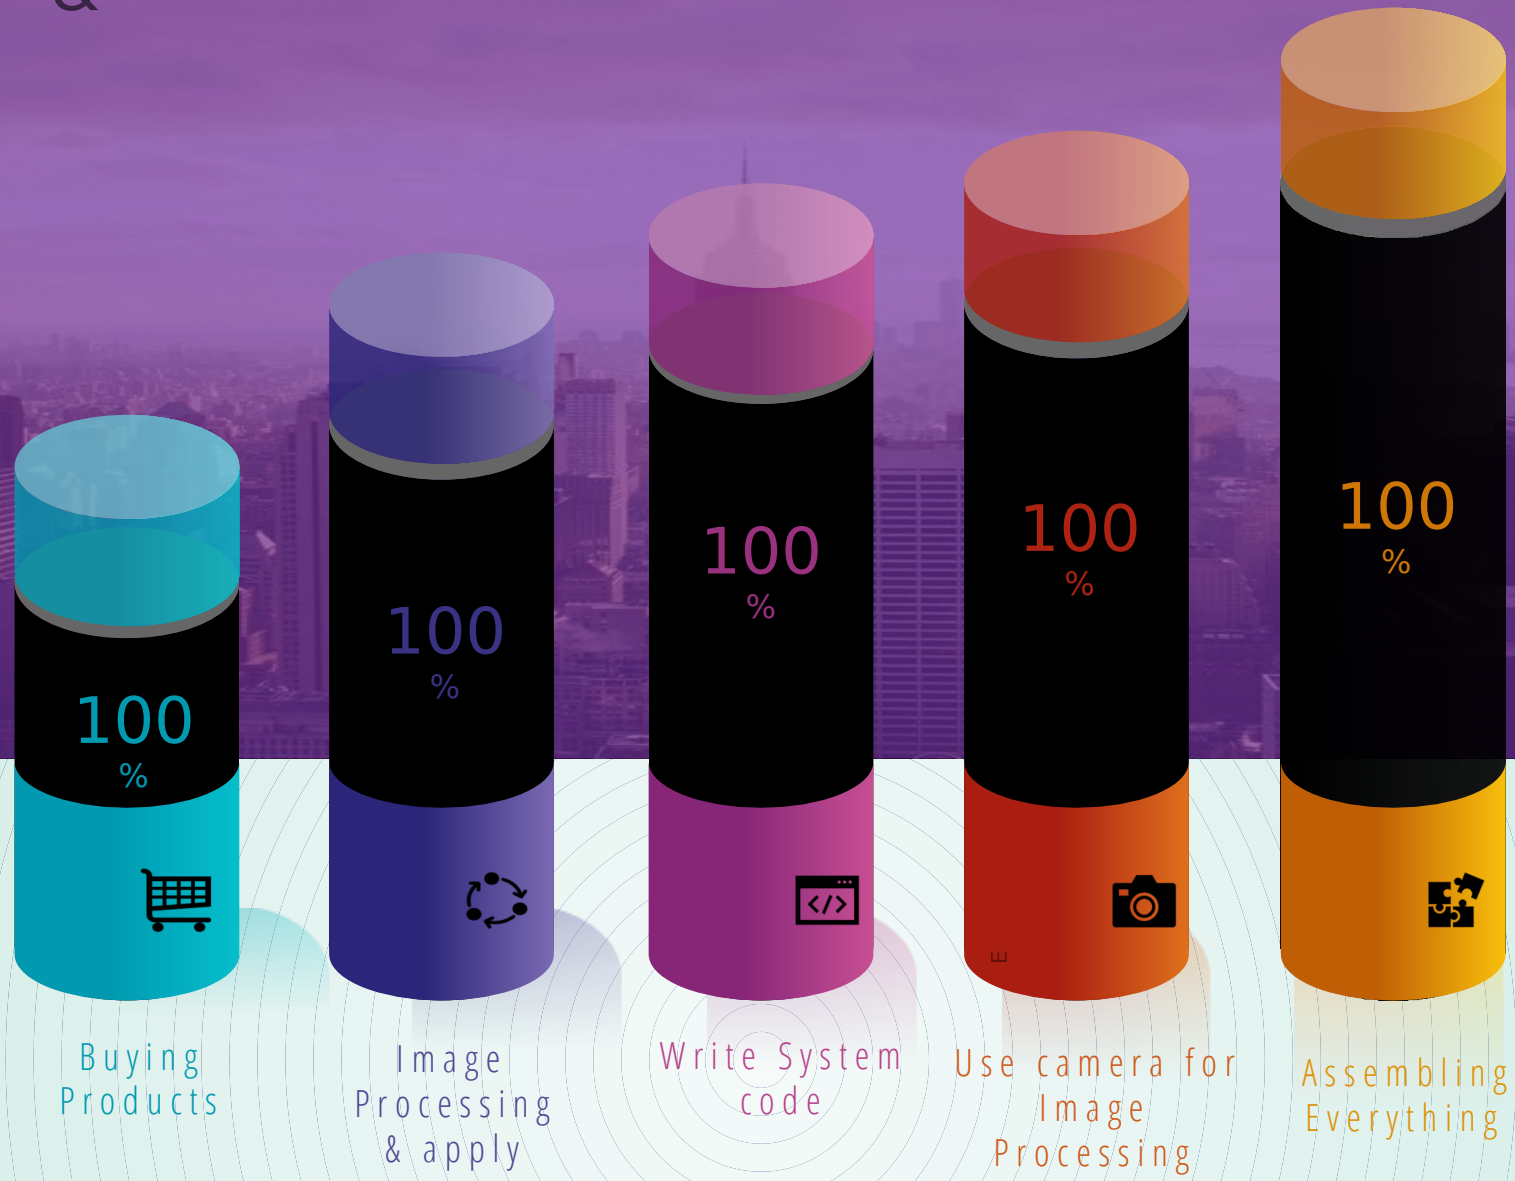 &
100
%
100
%
100
%
100
%
100
%
E
Buying
Products
Image
Processing
& apply
Write System
code
Use camera for
Image
Processing
Assembling
Everything